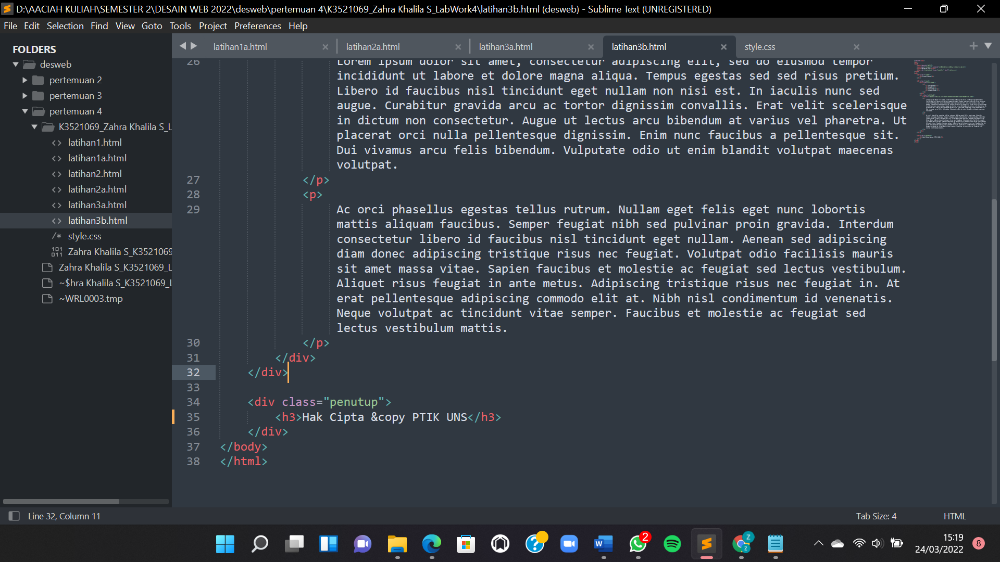 D:\AACIAH KULIAH\SEMESTER 2\DESAIN WEB 2022\desweb\pertemuan 4\K3521069_Zahra Khalila S_LabWork4\latihan3b.html (desweb) - Sublime Text (UNREGISTERED)
File Edit Selection Find View Goto Tools Project Preferences Help
FOLDERS
desweb
pertemuan 2
pertemuan 3
pertemuan 4
K3521069_Zahra Khalila S_L
latihan1.html
latihan1a.html
latihan2.html
latihan2a.html
latihan3a.html
latihan3b.html
style.css
Zahra Khalila S_K3521069
Zahra Khalila S_K3521069_L
~$hra Khalila S_K3521069_L
~WRL0003.tmp
latihan1a.html latihan2a.html latihan3a.html latihan3b.html style.css
26 Lorem ipsum dolor sit amet, consectetur adipiscing elit, sed do eiusmod tempor
incididunt ut labore et dolore magna aliqua. Tempus egestas sed sed risus pretium.
Libero id faucibus nisl tincidunt eget nullam non nisi est. In iaculis nunc sed
augue. Curabitur gravida arcu ac tortor dignissim convallis. Erat velit scelerisque
in dictum non consectetur. Augue ut lectus arcu bibendum at varius vel pharetra. Ut
placerat orci nulla pellentesque dignissim. Enim nunc faucibus a pellentesque sit.
Dui vivamus arcu felis bibendum. Vulputate odio ut enim blandit volutpat maecenas
volutpat.
27 </p>
28 <p>
29 Ac orci phasellus egestas tellus rutrum. Nullam eget felis eget nunc lobortis
mattis aliquam faucibus. Semper feugiat nibh sed pulvinar proin gravida. Interdum
consectetur libero id faucibus nisl tincidunt eget nullam. Aenean sed adipiscing
diam donec adipiscing tristique risus nec feugiat. Volutpat odio facilisis mauris
sit amet massa vitae. Sapien faucibus et molestie ac feugiat sed lectus vestibulum.
Aliquet risus feugiat in ante metus. Adipiscing tristique risus nec feugiat in. At
erat pellentesque adipiscing commodo elit at. Nibh nisl condimentum id venenatis.
Neque volutpat ac tincidunt vitae semper. Faucibus et molestie ac feugiat sed
lectus vestibulum mattis.
30 </p>
31 </div>
32 </div>
33
34 <div class="penutup">
35 <h3>Hak Cipta &copy PTIK UNS</h3>
36 </div>
37 </body>
38 </html>
Line 32, Column 11
Tab Size: 4
HTML
2
15:19
24/03/2022
8